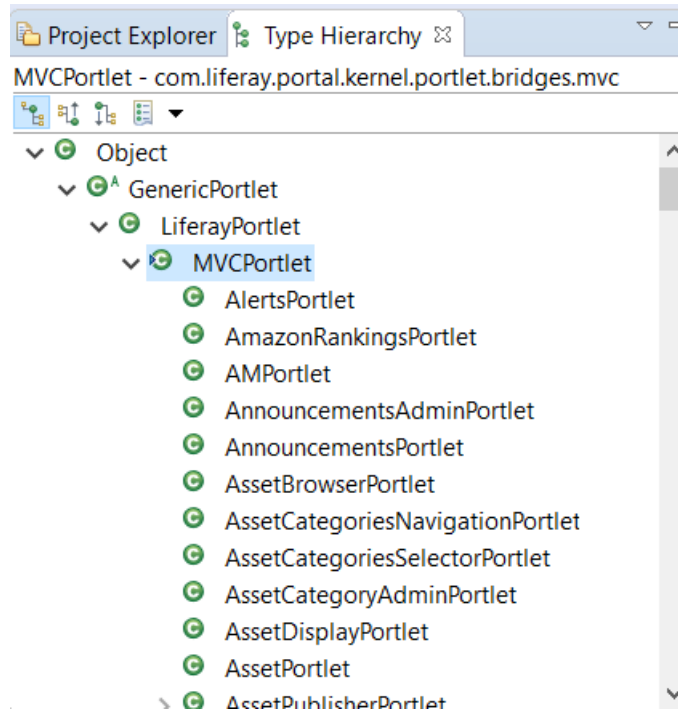 Project Explorer Type Hierarchy
MVCPortlet - com.liferay.portal.kernel.portlet.bridges.mvc
Object
GenericPortlet
LiferayPortlet
MVCPortlet
AlertsPortlet
AmazonRankingsPortlet
AMPortlet
AnnouncementsAdminPortlet
AnnouncementsPortlet
AssetBrowserPortlet
AssetCategoriesNavigationPortlet
AssetCategoriesSelectorPortlet
AssetCategoryAdminPortlet
AssetDisplayPortlet
AssetPortlet
AssetPublisherPortlet